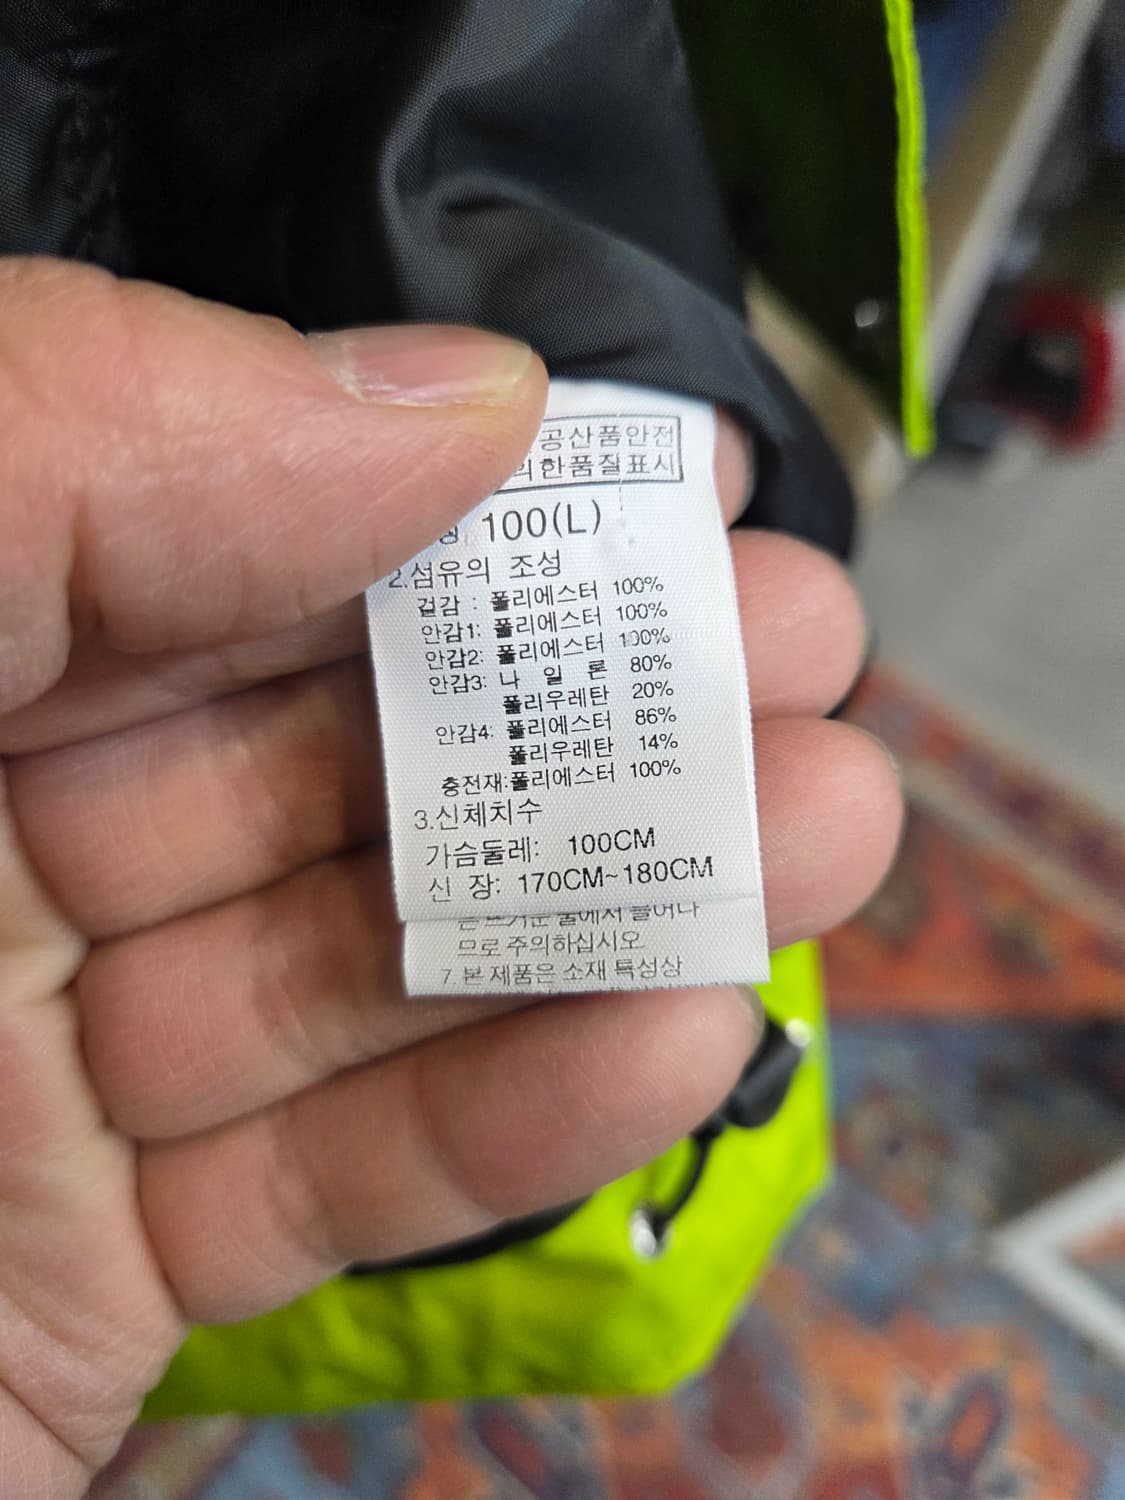 공산품안전
의한품질표시
100(L)
2.섬유의 조성
겉감 : 폴리에스터 100%
안감1: 폴리에스터 100%
안감2: 폴리에스터 100%
안감3: 나 일 론 80%
폴리우레탄 20%
안감4: 폴리에스터 86%
폴리우레탄 14%
충전재:폴리에스터 100%
3.신체치수
가슴둘레: 100CM
신 장: 170CM~180CM
므로 주의하십시오
7. 본 제품은 소재 특성상